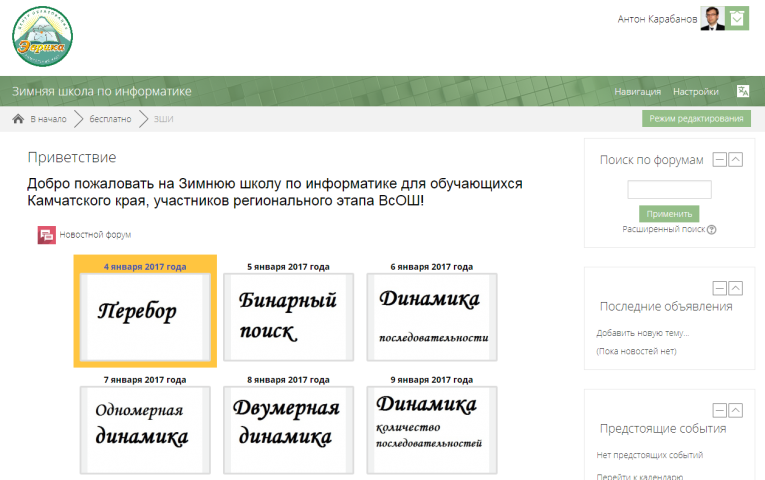 Эврика
Антон Карабанов
Зимняя школа по информатике
Навигация
Настройки
В начало
бесплатно
ЗШИ
Режим редактирования
Приветствие
Добро пожаловать на Зимнюю школу по информатике для обучающихся
Камчатского края, участников регионального этапа ВсОШ!
Новостной форум
4 января 2017 года
Перебор
5 января 2017 года
Бинарный
поиск
6 января 2017 года
Динамика
последовательности
7 января 2017 года
Одномерная
динамика
8 января 2017 года
Двумерная
динамика
9 января 2017 года
Динамика
количество
последовательностей
Поиск по форумам
Применить
Расширенный поиск
Последние объявления
Добавить новую тему...
(Пока новостей нет)
Предстоящие события
Нет предстоящих событий
Перейти к календарю